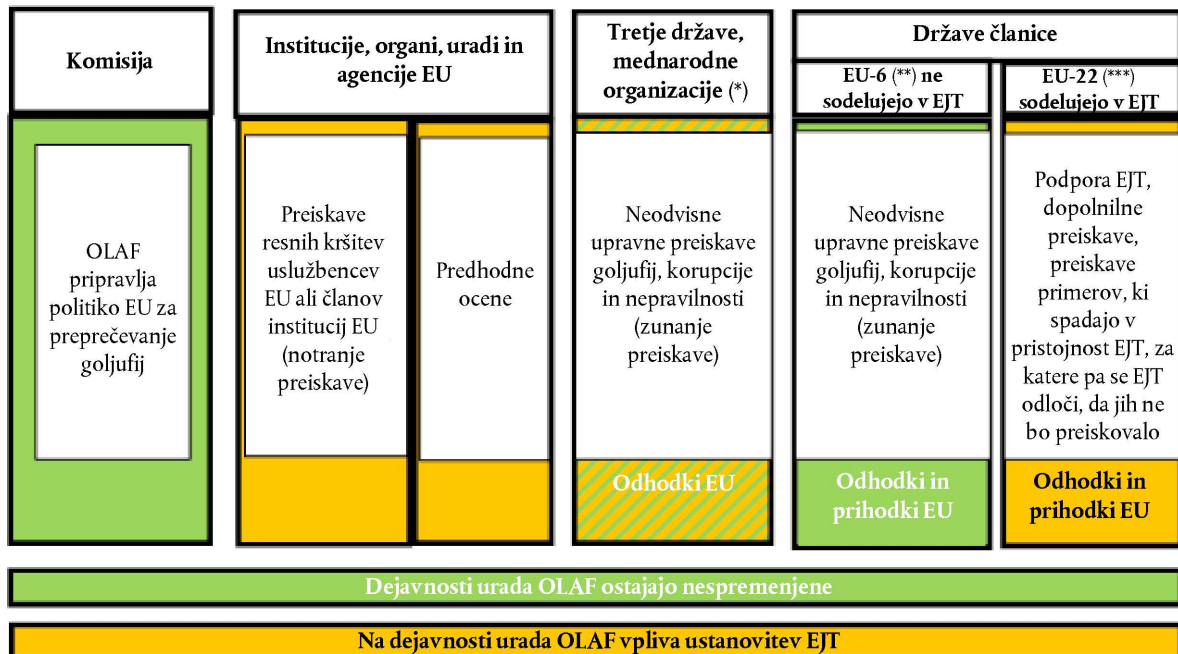 Komisija
Institucije, organi, uradi in
agencije EU
Tretje države,
mednarodne
organizacije (*)
Države članice
EU-6 (**) ne
sodelujejo v EJT
EU-22 (***)
sodelujejo v EJT
OLAF
pripravlja
politiko EU za
preprečevanje
goljufij
Preiskave
resnih kršitev
uslužbencev
EU ali članov
institucij EU
(notranje
preiskave)
Predhodne
ocene
Neodvisne
upravne preiskave
goljufij, korupcije
in nepravilnosti
(zunanje
preiskave)
Odhodki EU
Neodvisne
upravne preiskave
goljufij, korupcije
in nepravilnosti
(zunanje
preiskave)
Odhodki in
prihodki EU
Podpora EJT,
dopolnilne
preiskave,
preiskave
primerov, ki
spadajo v
pristojnost EJT, za
katere pa se EJT
odloči, da jih ne
bo preiskovalo
Odhodki in
prihodki EU
Dejavnosti urada OLAF ostajajo nespremenjene
Na dejavnosti urada OLAF vpliva ustanovitev EJT